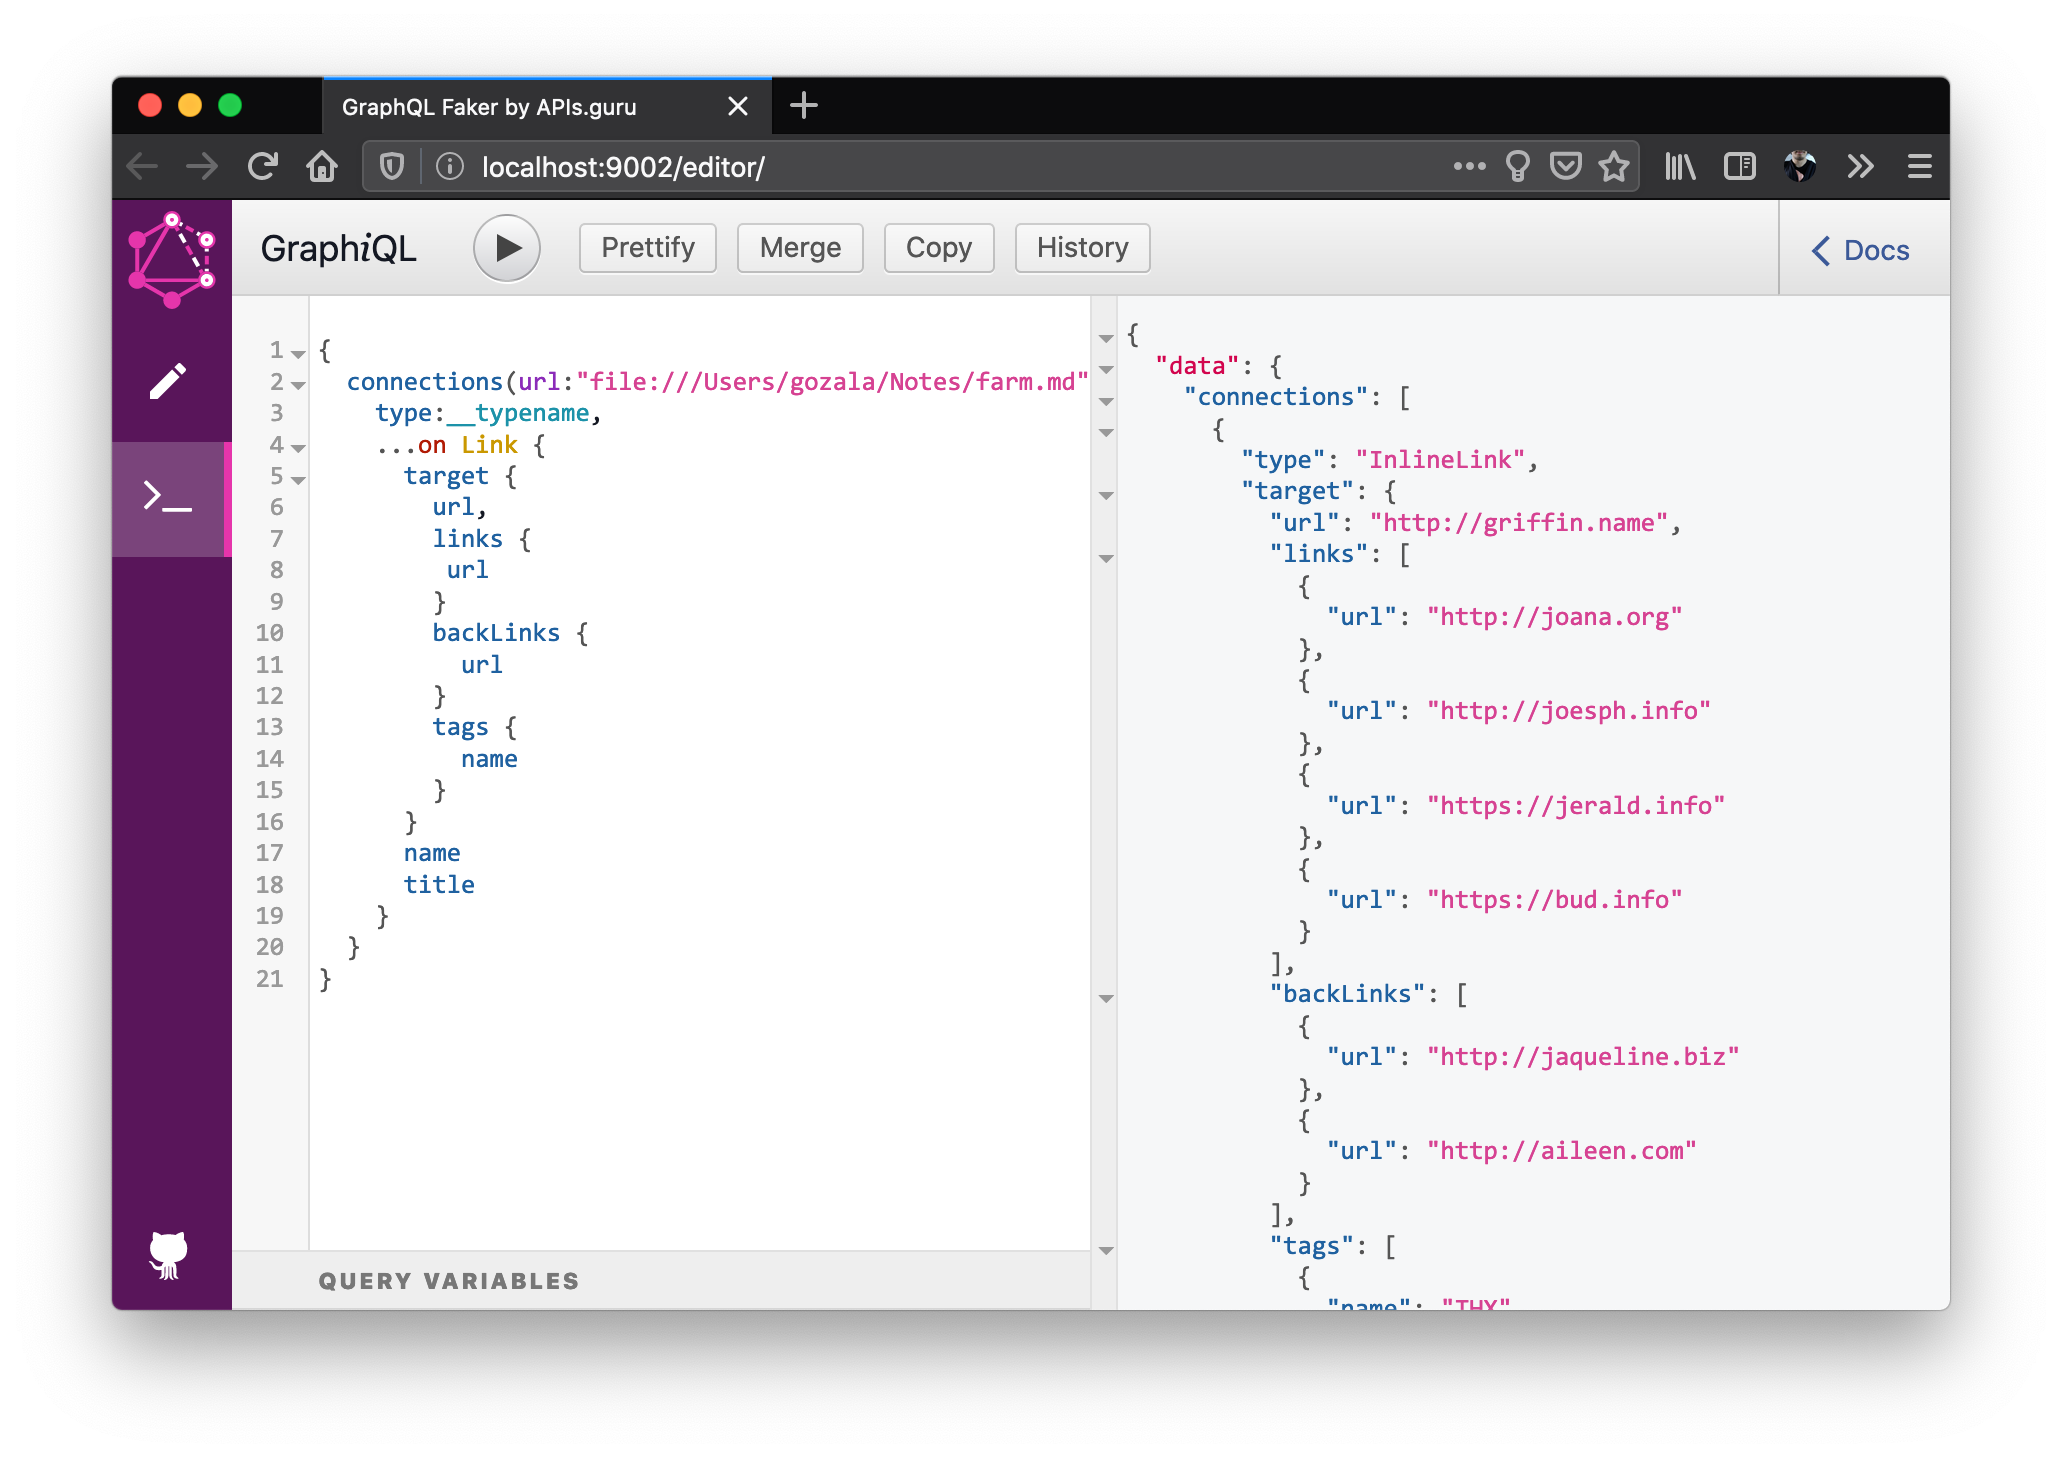 GraphQL Faker by APIs.guru
localhost:9002/editor/
GraphiQL
Prettify
Merge
Copy
History
Docs
1 {
2   connections(url:"file:///Users/gozala/Notes/farm.md"
3     type:__typename,
4     ...on Link {
5       target {
6         url,
7         links {
8          url
9         }
10         backLinks {
11           url
12         }
13         tags {
14           name
15         }
16       }
17       name
18       title
19     }
20   }
21 }
QUERY VARIABLES
{
  "data": {
    "connections": [
      {
        "type": "InlineLink",
        "target": {
          "url": "http://griffin.name",
          "links": [
            {
              "url": "http://joana.org"
            },
            {
              "url": "http://joesph.info"
            },
            {
              "url": "https://jerald.info"
            },
            {
              "url": "https://bud.info"
            }
          ],
          "backLinks": [
            {
              "url": "http://jaqueline.biz"
            },
            {
              "url": "http://aileen.com"
            }
          ],
          "tags": [
            {
              "name": "THX"